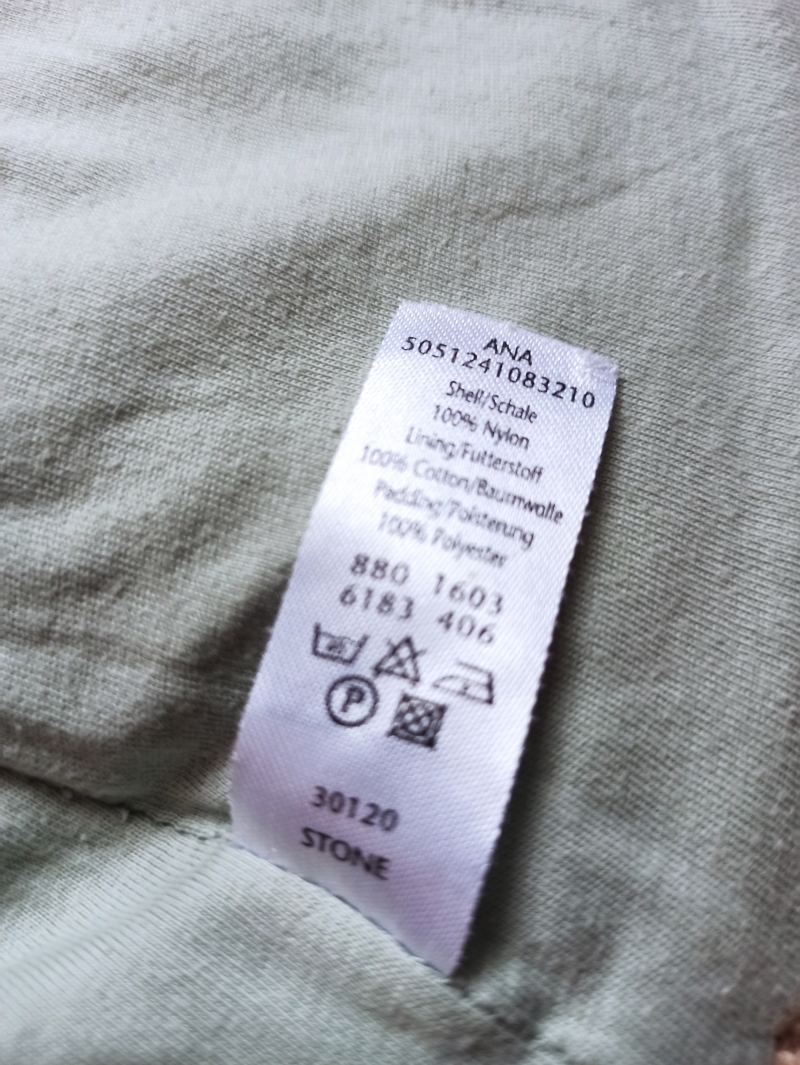 ANA
5051241083210
Shell/Schale
100% Nylon
Lining/Futterstoff
100% Cotton/Baumwolle
Padding/Polsterung
100% Polyester
880 1603
6183 406
P
30120
STONE